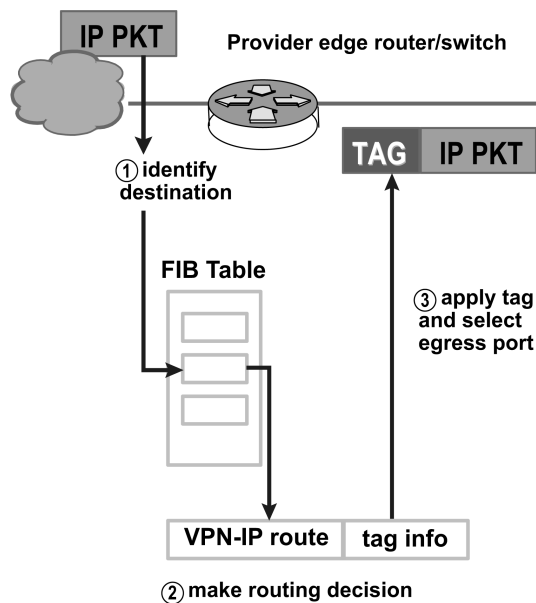 IP PKT
Provider edge router/switch
TAG IP PKT
① identify
destination
FIB Table
③ apply tag
and select
egress port
VPN-IP route tag info
② make routing decision